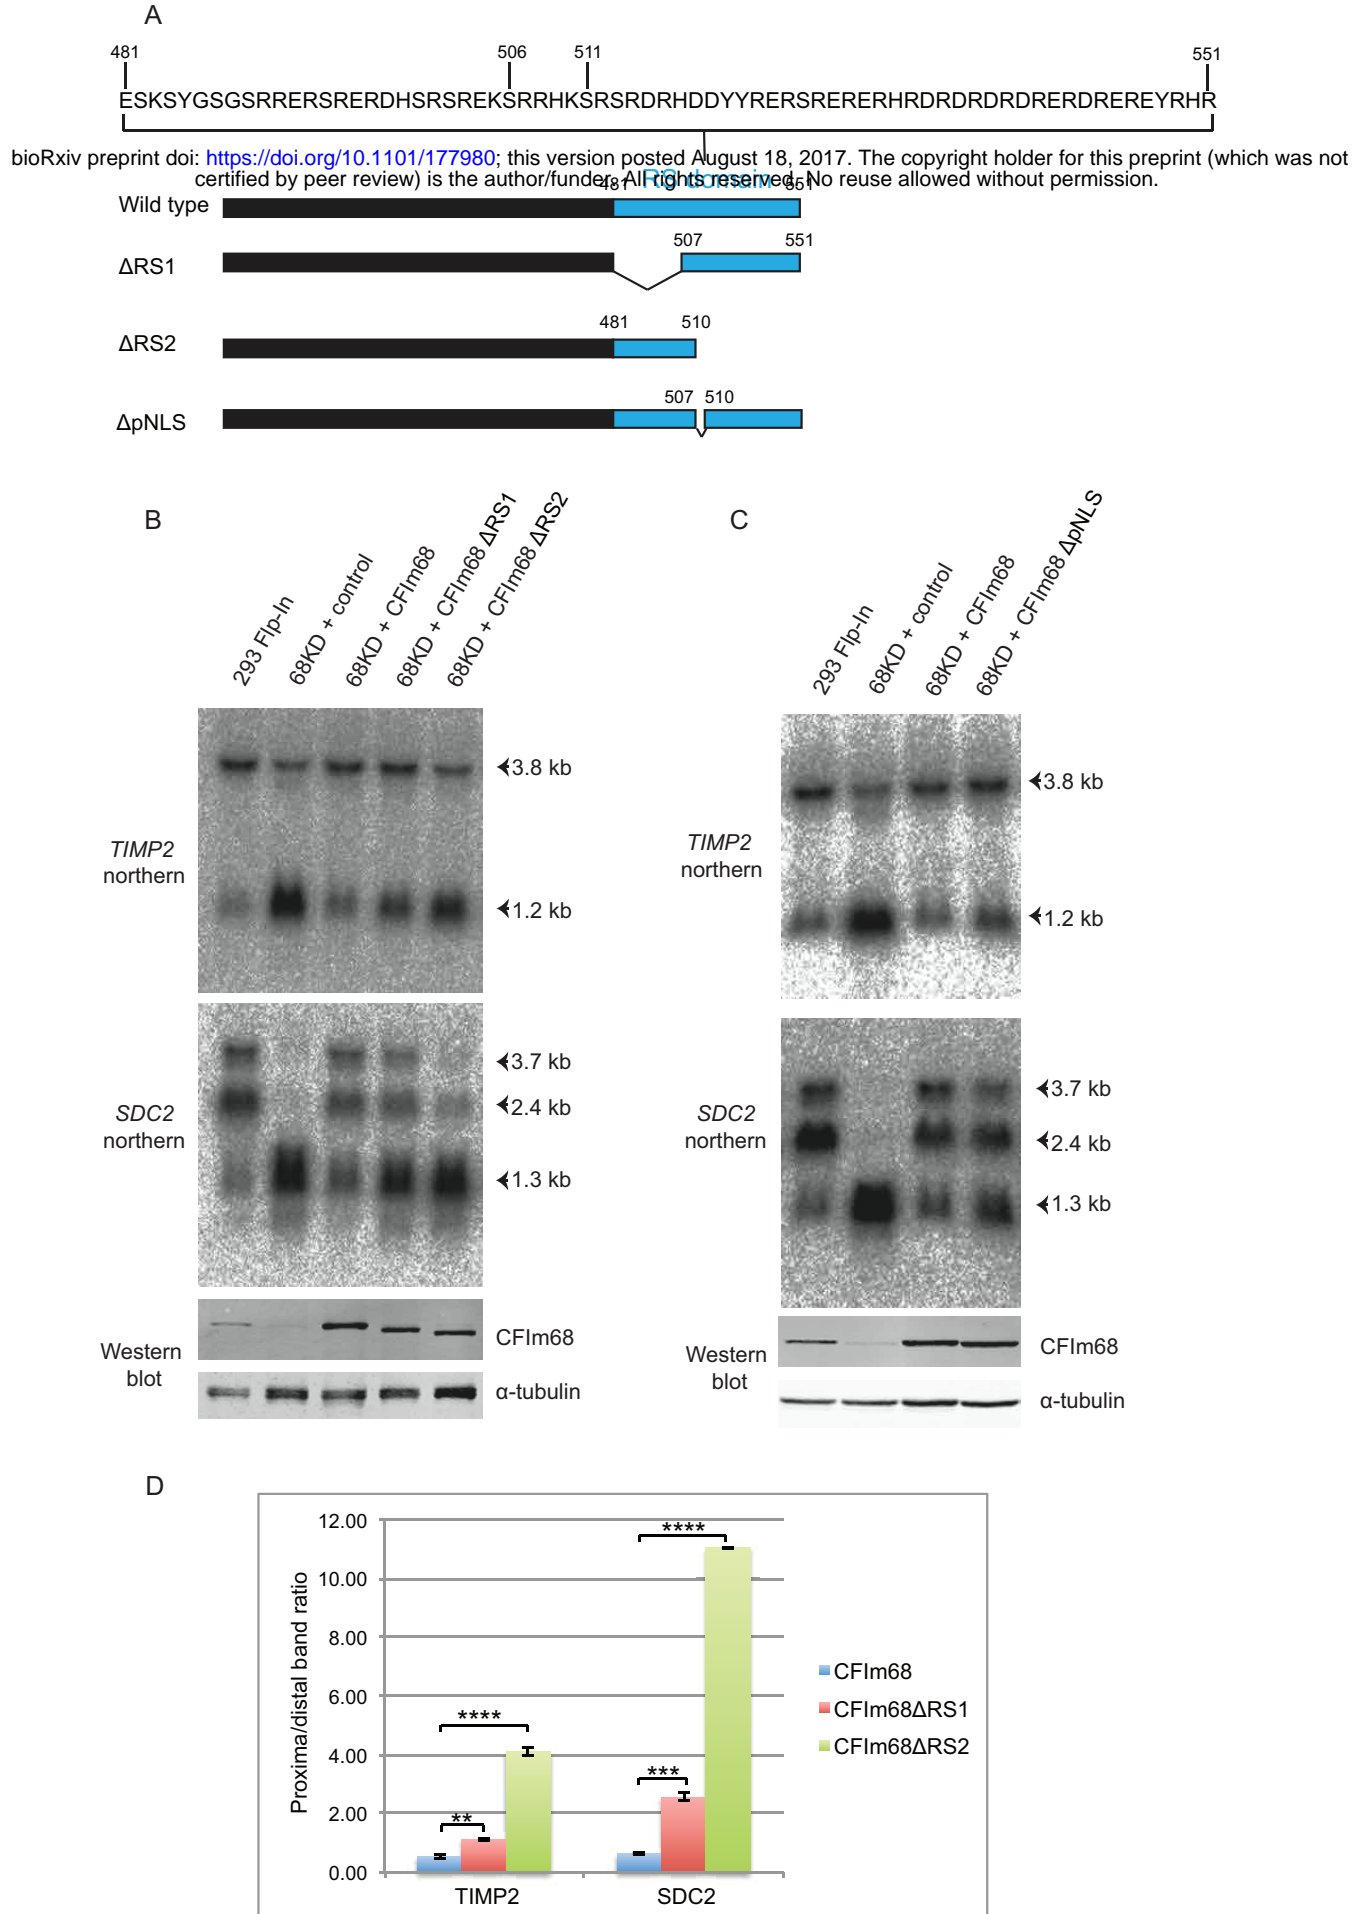 A
481 506 511 551
ESKSYGSGSRRERSRERDHSRSREKSRRHKSRSRDRHDDYYRERSRERERHRDRDRDRDRERDREREYRHR
bioRxiv preprint doi: https://doi.org/10.1101/177980; this version posted August 18, 2017. The copyright holder for this preprint (which was not
certified by peer review) is the author/funder. All rights reserved. No reuse allowed without permission.
RS domain
481 551
Wild type
507 551
ΔRS1
481 510
ΔRS2
507 510
ΔpNLS
B
293 Flp-In
68KD + control
68KD + CFIm68
68KD + CFIm68 ΔRS1
68KD + CFIm68 ΔRS2
TIMP2
northern
3.8 kb
1.2 kb
SDC2
northern
3.7 kb
2.4 kb
1.3 kb
Western
blot
CFIm68
α-tubulin
C
293 Flp-In
68KD + control
68KD + CFIm68
68KD + CFIm68 ΔpNLS
TIMP2
northern
3.8 kb
1.2 kb
SDC2
northern
3.7 kb
2.4 kb
1.3 kb
Western
blot
CFIm68
α-tubulin
D
Proxima/distal band ratio
12.00
10.00
8.00
6.00
4.00
2.00
0.00
**
****
***
****
TIMP2 SDC2
CFIm68
CFIm68ΔRS1
CFIm68ΔRS2